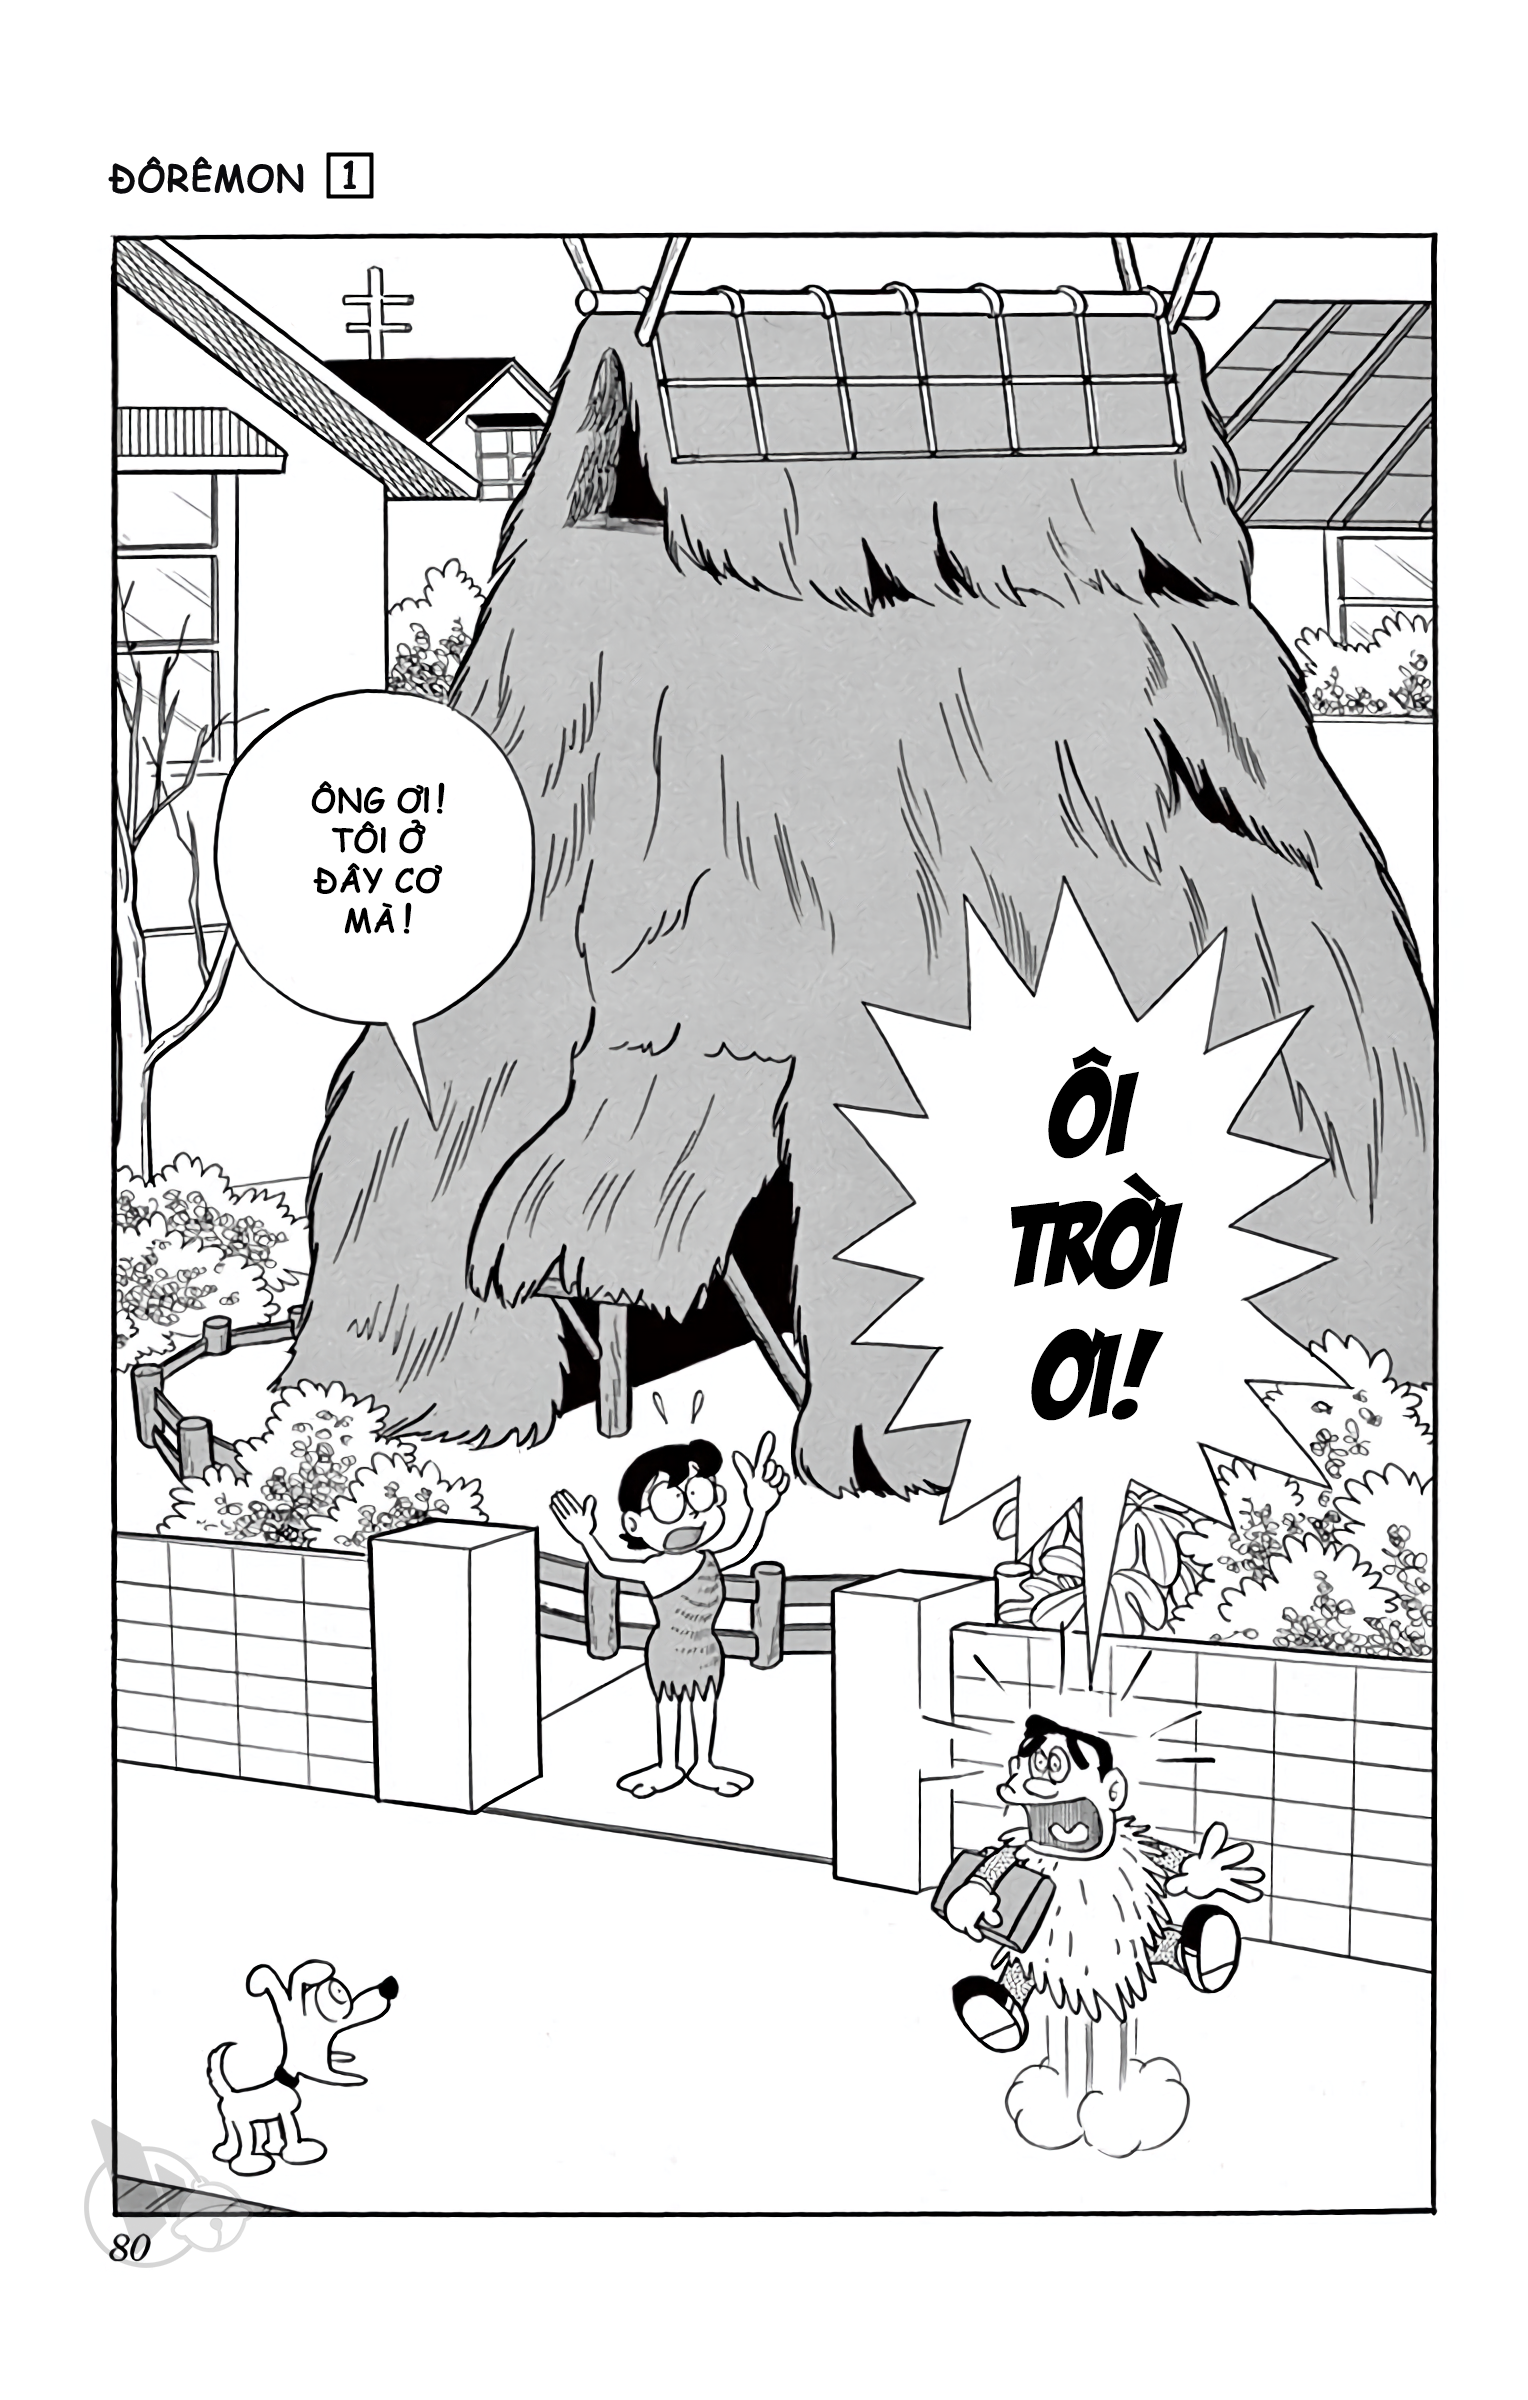 ĐÔRÊMON 1
ÔNG ƠI!
TÔI Ở
ĐÂY CƠ
MÀ!
ÔI
TRỜI
ƠI!
80